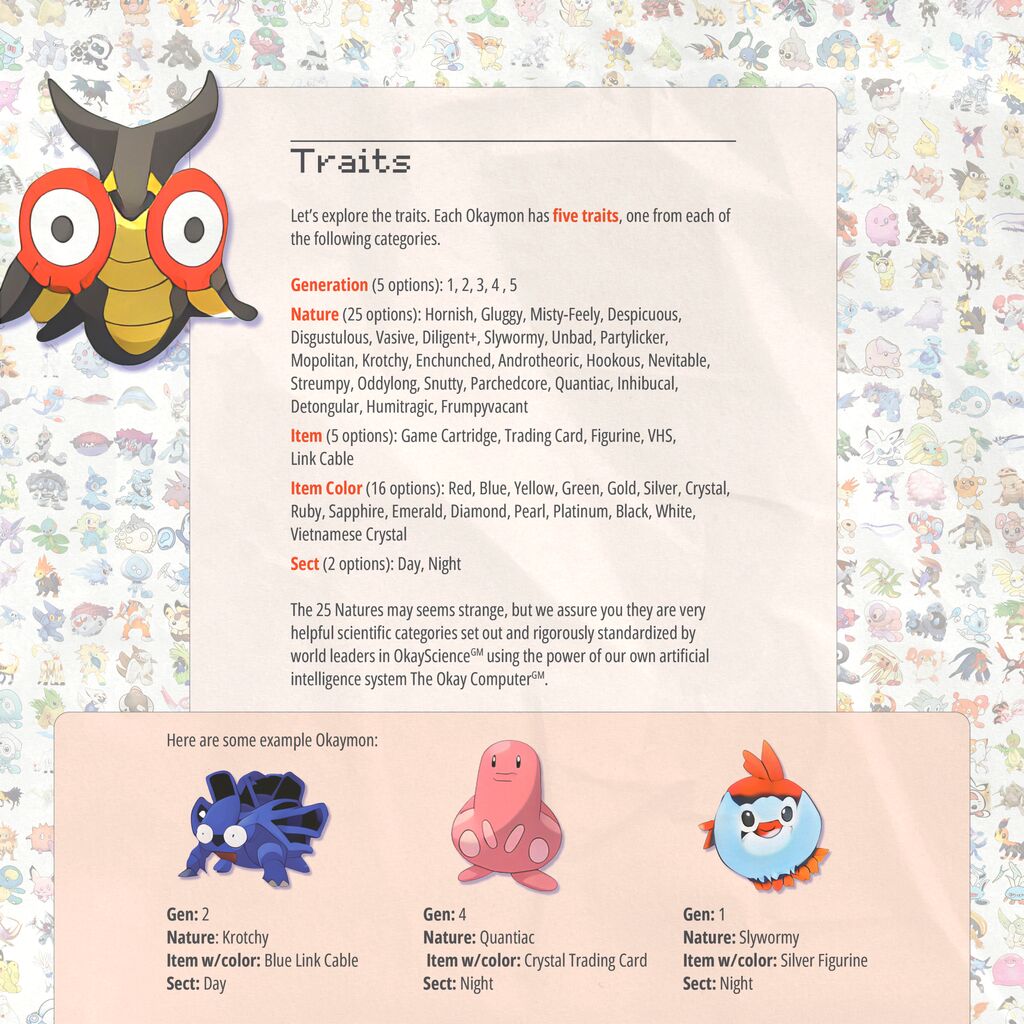 Traits
Let’s explore the traits. Each Okaymon has five traits, one from each of
the following categories.
Generation (5 options): 1, 2, 3, 4 , 5
Nature (25 options): Hornish, Gluggy, Misty-Feely, Despicuous,
Disgustulous, Vasive, Diligent+, Slywormy, Unbad, Partylicker,
Mopolitan, Krotchy, Enchunched, Androtheoric, Hookous, Nevitable,
Streumpy, Oddylong, Snutty, Parchedcore, Quantiac, Inhibucal,
Detongular, Humitragic, Frumpyvacant
Item (5 options): Game Cartridge, Trading Card, Figurine, VHS,
Link Cable
Item Color (16 options): Red, Blue, Yellow, Green, Gold, Silver, Crystal,
Ruby, Sapphire, Emerald, Diamond, Pearl, Platinum, Black, White,
Vietnamese Crystal
Sect (2 options): Day, Night
The 25 Natures may seems strange, but we assure you they are very
helpful scientific categories set out and rigorously standardized by
world leaders in OkayScienceGM using the power of our own artificial
intelligence system The Okay ComputerGM.
Here are some example Okaymon:
Gen: 2
Nature: Krotchy
Item w/color: Blue Link Cable
Sect: Day
Gen: 4
Nature: Quantiac
Item w/color: Crystal Trading Card
Sect: Night
Gen: 1
Nature: Slywormy
Item w/color: Silver Figurine
Sect: Night